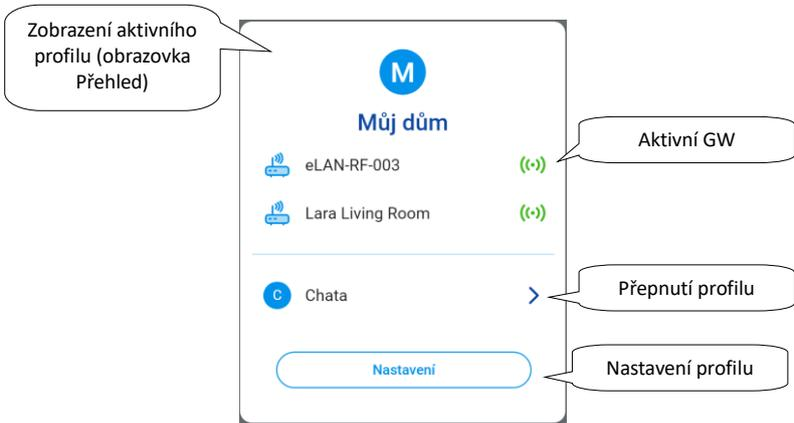 Zobrazení aktivního
profilu (obrazovka
Přehled)
M
Můj dům
eLAN-RF-003
Aktivní GW
Lara Living Room
C
Chata
Přepnutí profilu
Nastavení
Nastavení profilu